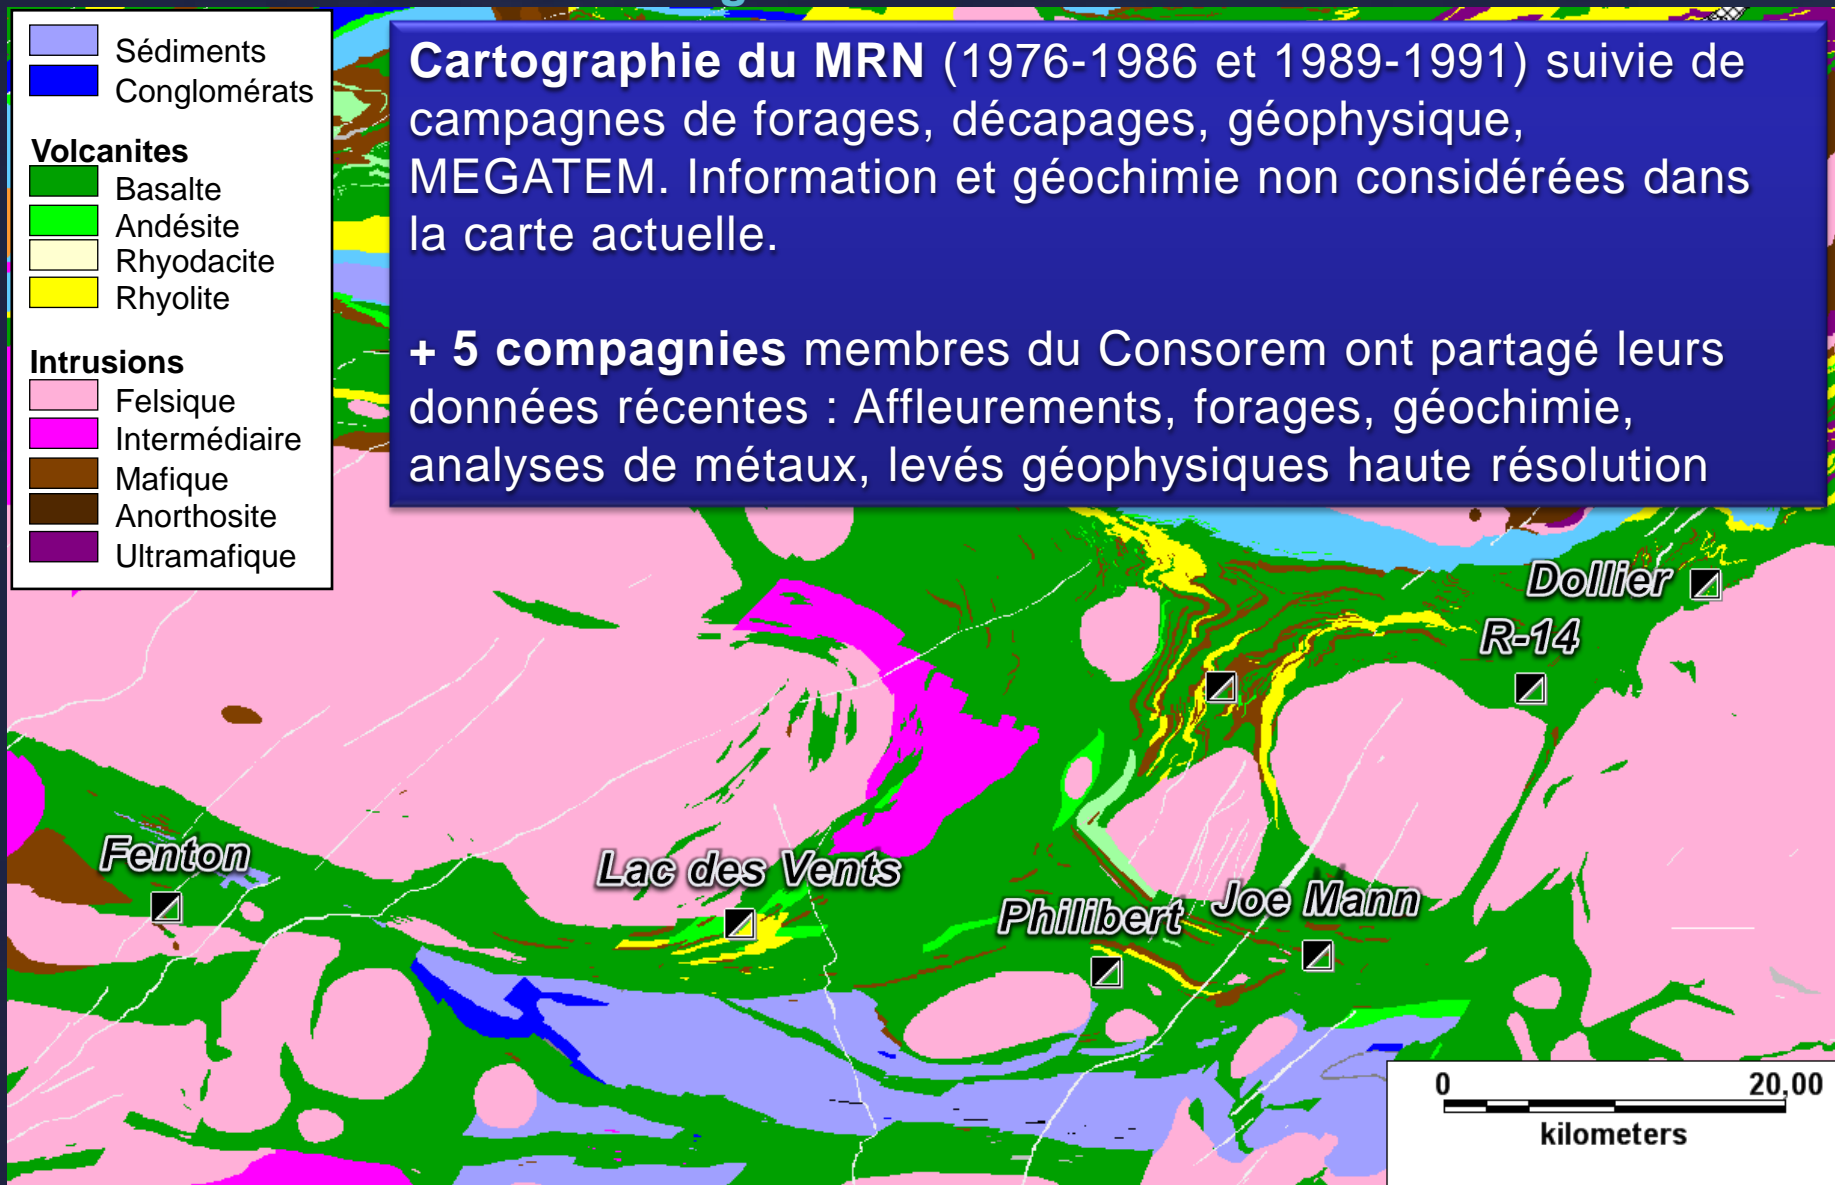 Sédiments
Conglomérats
Volcanites
Basalte
Andésite
Rhyodacite
Rhyolite
Intrusions
Felsique
Intermédiaire
Mafique
Anorthosite
Ultramafique
Cartographie du MRN (1976-1986 et 1989-1991) suivie de
campagnes de forages, décapages, géophysique,
MEGATEM. Information et géochimie non considérées dans
la carte actuelle.
+ 5 compagnies membres du Consorem ont partagé leurs
données récentes : Affleurements, forages, géochimie,
analyses de métaux, levés géophysiques haute résolution
Dollier
R-14
Fenton
Lac des Vents
Philibert
Joe Mann
0 20,00
kilometers